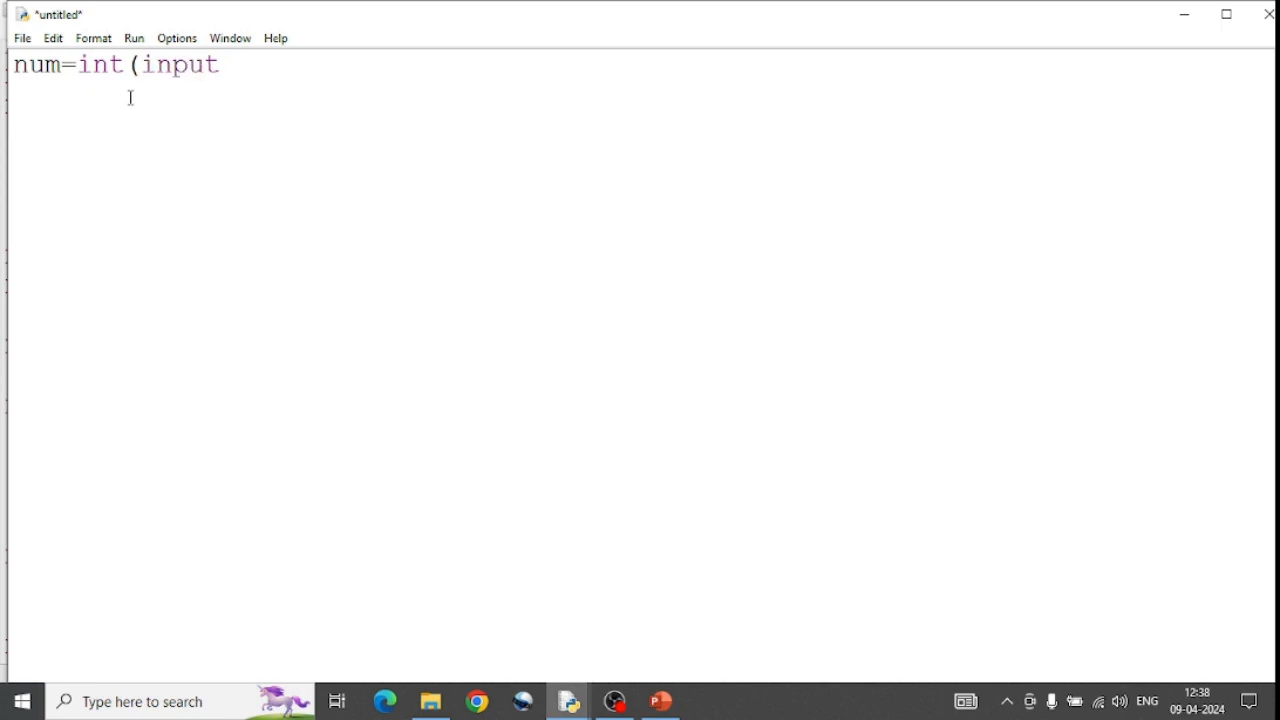 *untitled*
File Edit Format Run Options Window Help
num=int(input
Type here to search
ENG
12:38
09-04-2024